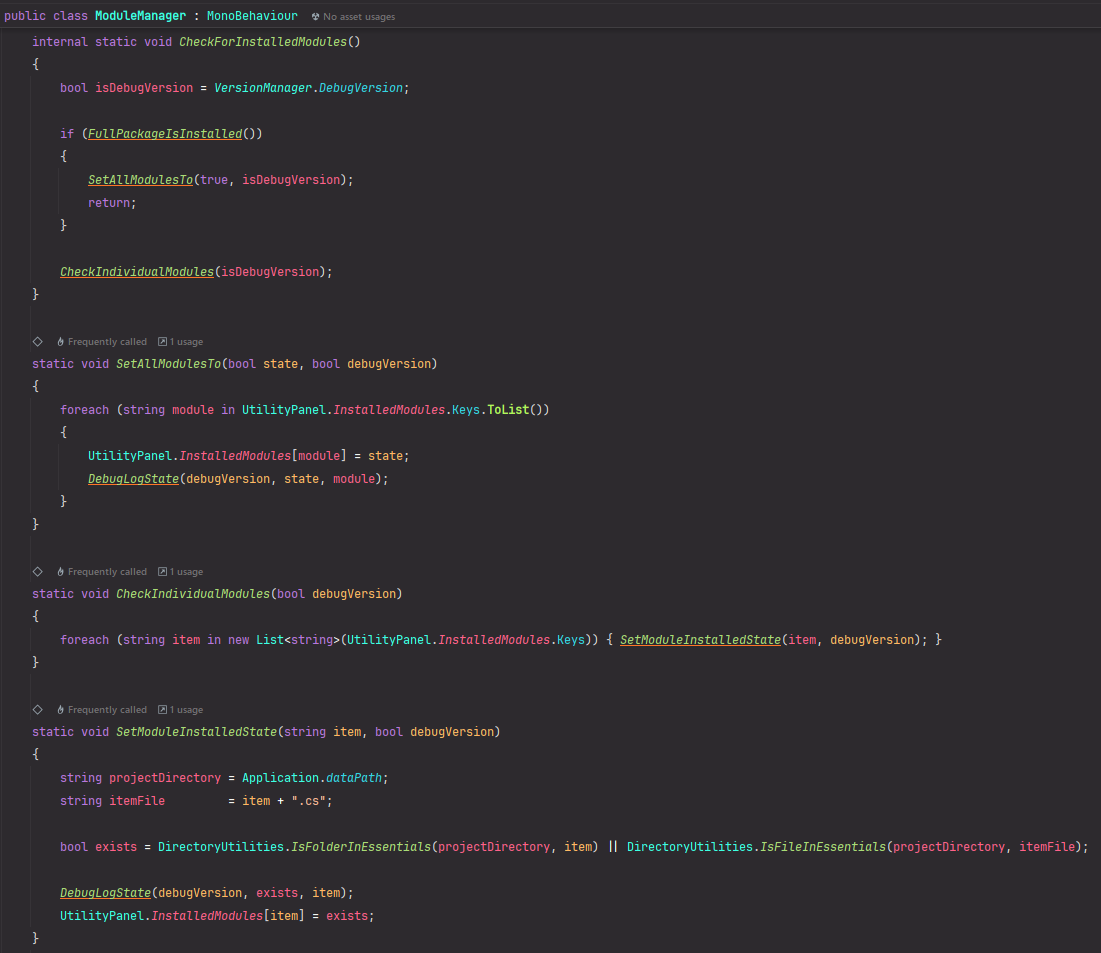 public class ModuleManager : MonoBehaviour No asset usages
internal static void CheckForInstalledModules()
{
bool isDebugVersion = VersionManager.DebugVersion;
if (FullPackageIsInstalled())
{
SetAllModulesTo(true, isDebugVersion);
return;
}
CheckIndividualModules(isDebugVersion);
}
Frequently called 1 usage
static void SetAllModulesTo(bool state, bool debugVersion)
{
foreach (string module in UtilityPanel.InstalledModules.Keys.ToList())
{
UtilityPanel.InstalledModules[module] = state;
DebugLogState(debugVersion, state, module);
}
}
Frequently called 1 usage
static void CheckIndividualModules(bool debugVersion)
{
foreach (string item in new List<string>(UtilityPanel.InstalledModules.Keys)) { SetModuleInstalledState(item, debugVersion); }
}
Frequently called 1 usage
static void SetModuleInstalledState(string item, bool debugVersion)
{
string projectDirectory = Application.dataPath;
string itemFile = item + ".cs";
bool exists = DirectoryUtilities.IsFolderInEssentials(projectDirectory, item) || DirectoryUtilities.IsFileInEssentials(projectDirectory, itemFile);
DebugLogState(debugVersion, exists, item);
UtilityPanel.InstalledModules[item] = exists;
}